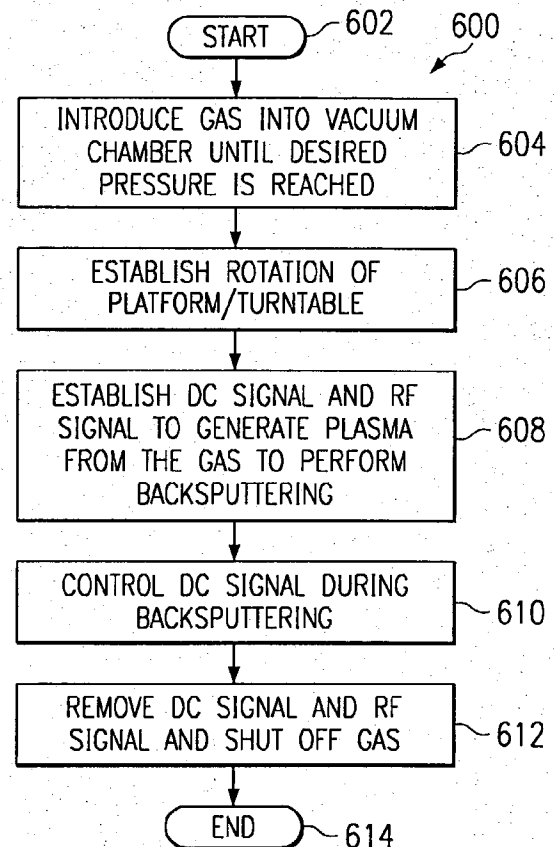 START
602
600
INTRODUCE GAS INTO VACUUM
CHAMBER UNTIL DESIRED
PRESSURE IS REACHED
604
ESTABLISH ROTATION OF
PLATFORM/TURNTABLE
606
ESTABLISH DC SIGNAL AND RF
SIGNAL TO GENERATE PLASMA
FROM THE GAS TO PERFORM
BACKSPUTTERING
608
CONTROL DC SIGNAL DURING
BACKSPUTTERING
610
REMOVE DC SIGNAL AND RF
SIGNAL AND SHUT OFF GAS
612
END
614